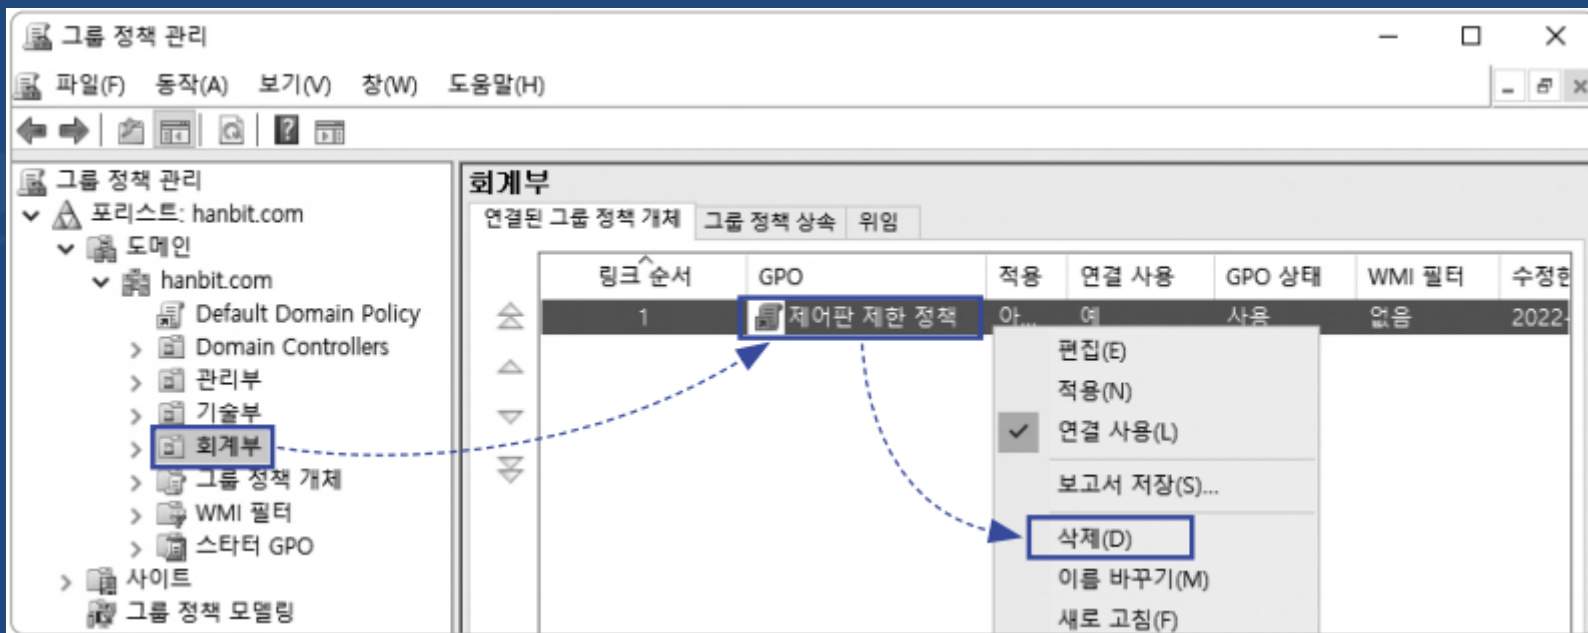 그룹 정책 관리
파일(F) 동작(A) 보기(V) 창(W) 도움말(H)
그룹 정책 관리
포리스트: hanbit.com
도메인
hanbit.com
Default Domain Policy
Domain Controllers
관리부
기술부
회계부
그룹 정책 개체
WMI 필터
스타터 GPO
사이트
그룹 정책 모델링
회계부
연결된 그룹 정책 개체 그룹 정책 상속 위임
링크 순서 GPO 적용 연결 사용 GPO 상태 WMI 필터 수정한
1 제어판 제한 정책 아... 예 사용 없음 2022-
편집(E)
적용(N)
연결 사용(L)
보고서 저장(S)...
삭제(D)
이름 바꾸기(M)
새로 고침(F)